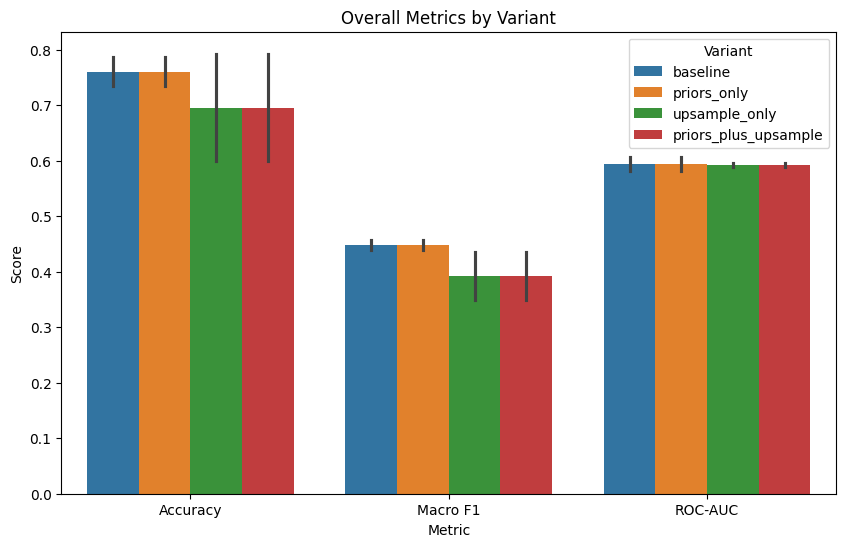 Overall Metrics by Variant
Variant
baseline
priors_only
upsample_only
priors_plus_upsample
Score
0.8
0.7
0.6
0.5
0.4
0.3
0.2
0.1
0.0
Accuracy Macro F1 ROC-AUC
Metric